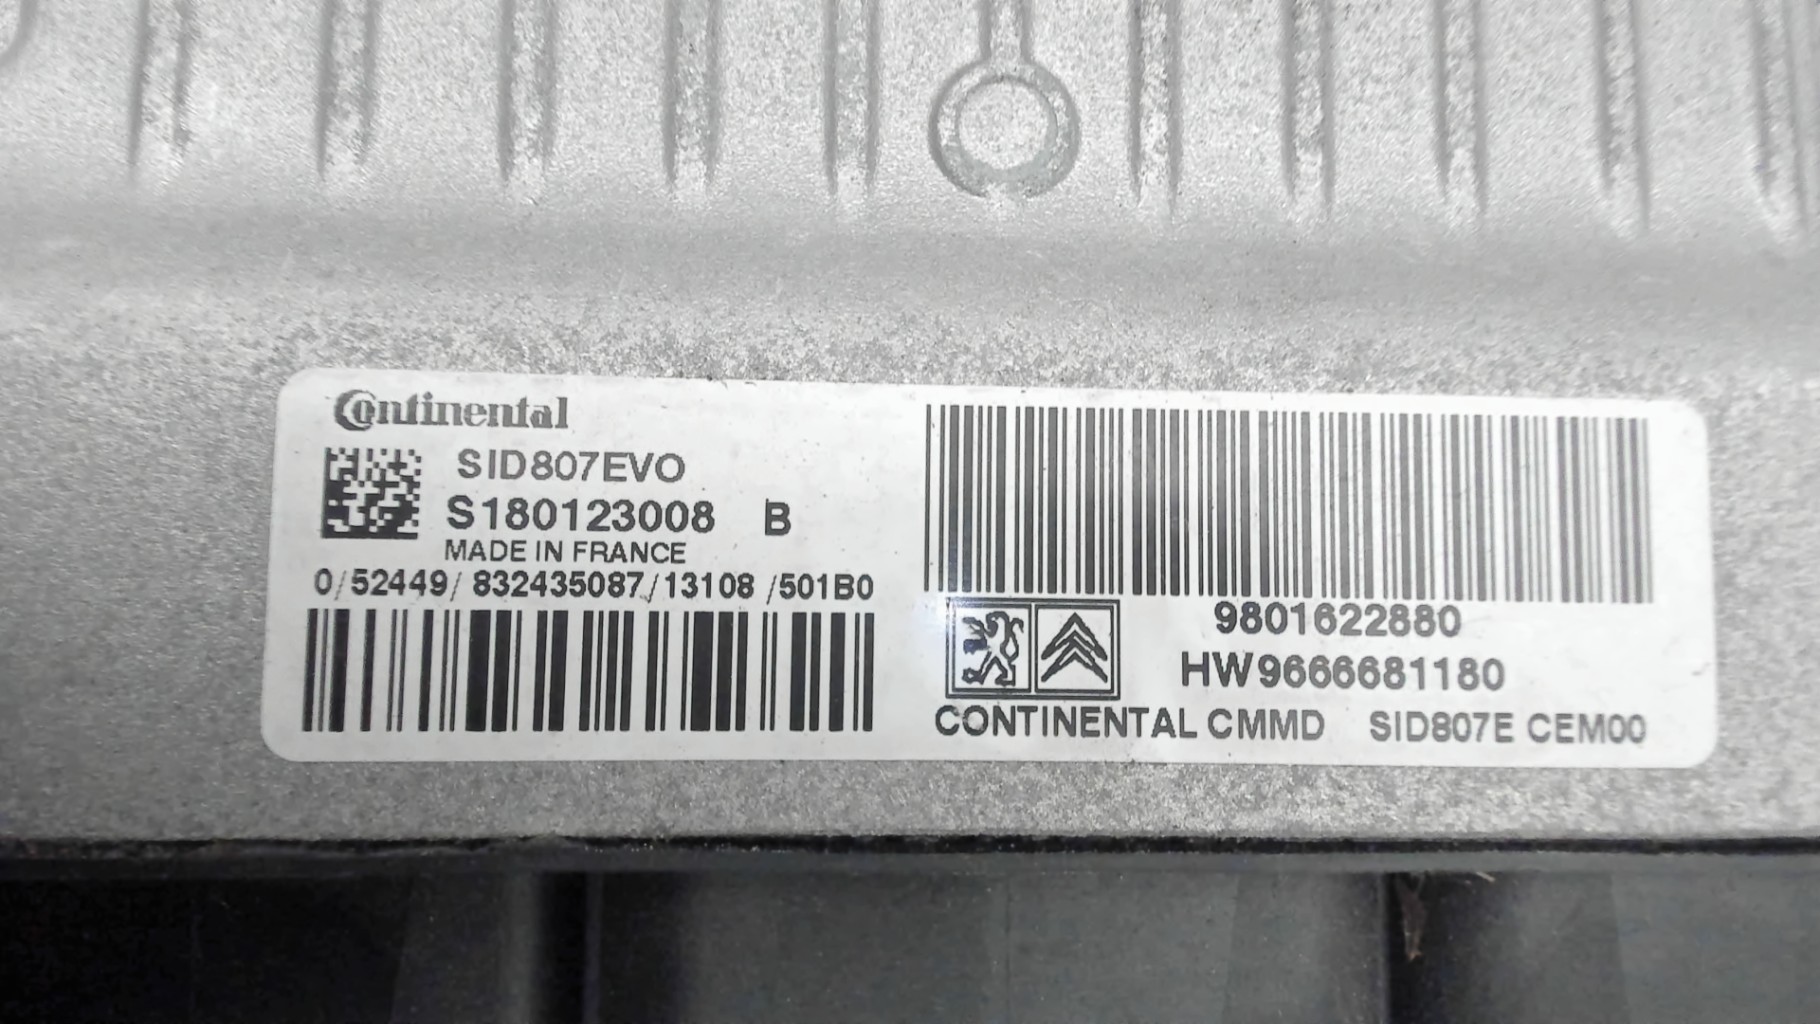 Continental
SID807EVO
S180123008 B
MADE IN FRANCE
0/52449/832435087/13108/501B0
9801622880
HW9666681180
CONTINENTAL CMMD SID807E CEM00